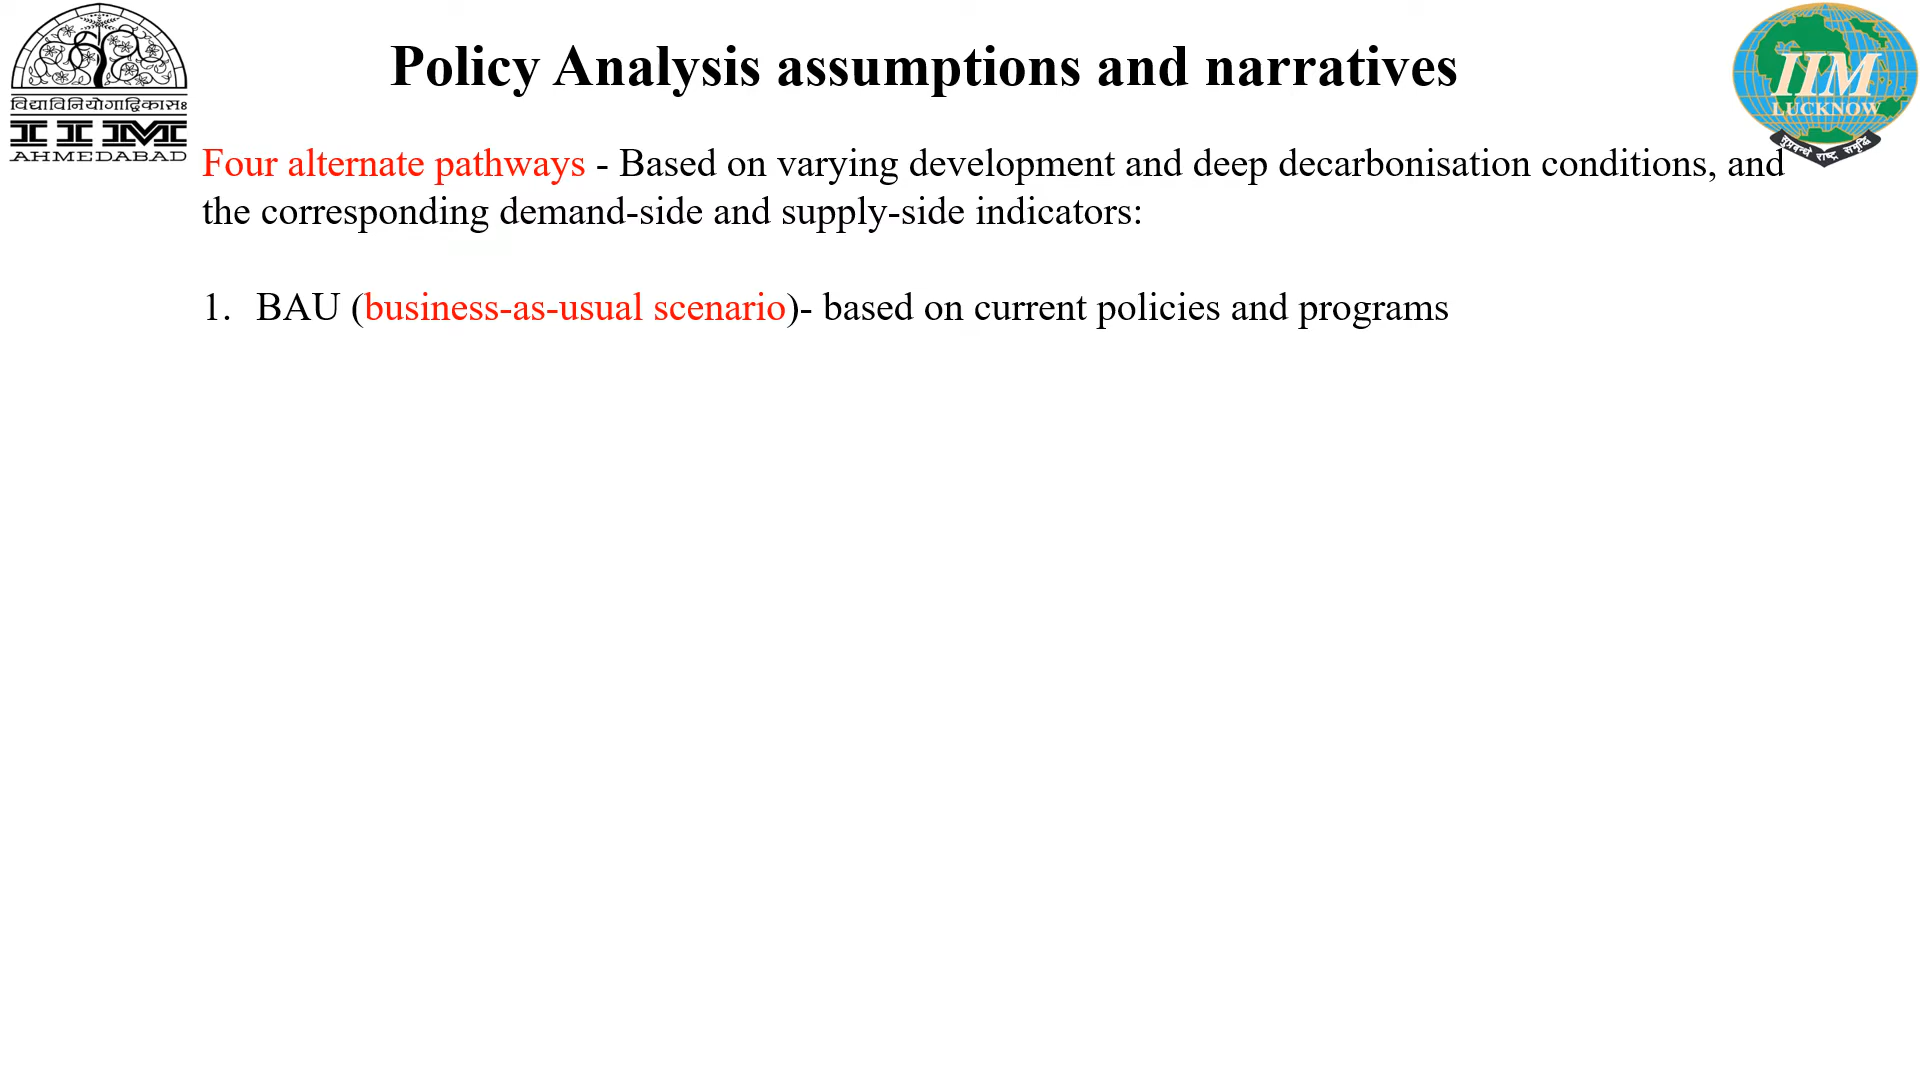 Policy Analysis assumptions and narratives
विद्याविनियोगाद्विकासः
IIM
AHMEDABAD
IIM
LUCKNOW
सुप्रबन्धे राष्ट्र समृद्धि
Four alternate pathways - Based on varying development and deep decarbonisation conditions, and
the corresponding demand-side and supply-side indicators:
1. BAU (business-as-usual scenario)- based on current policies and programs